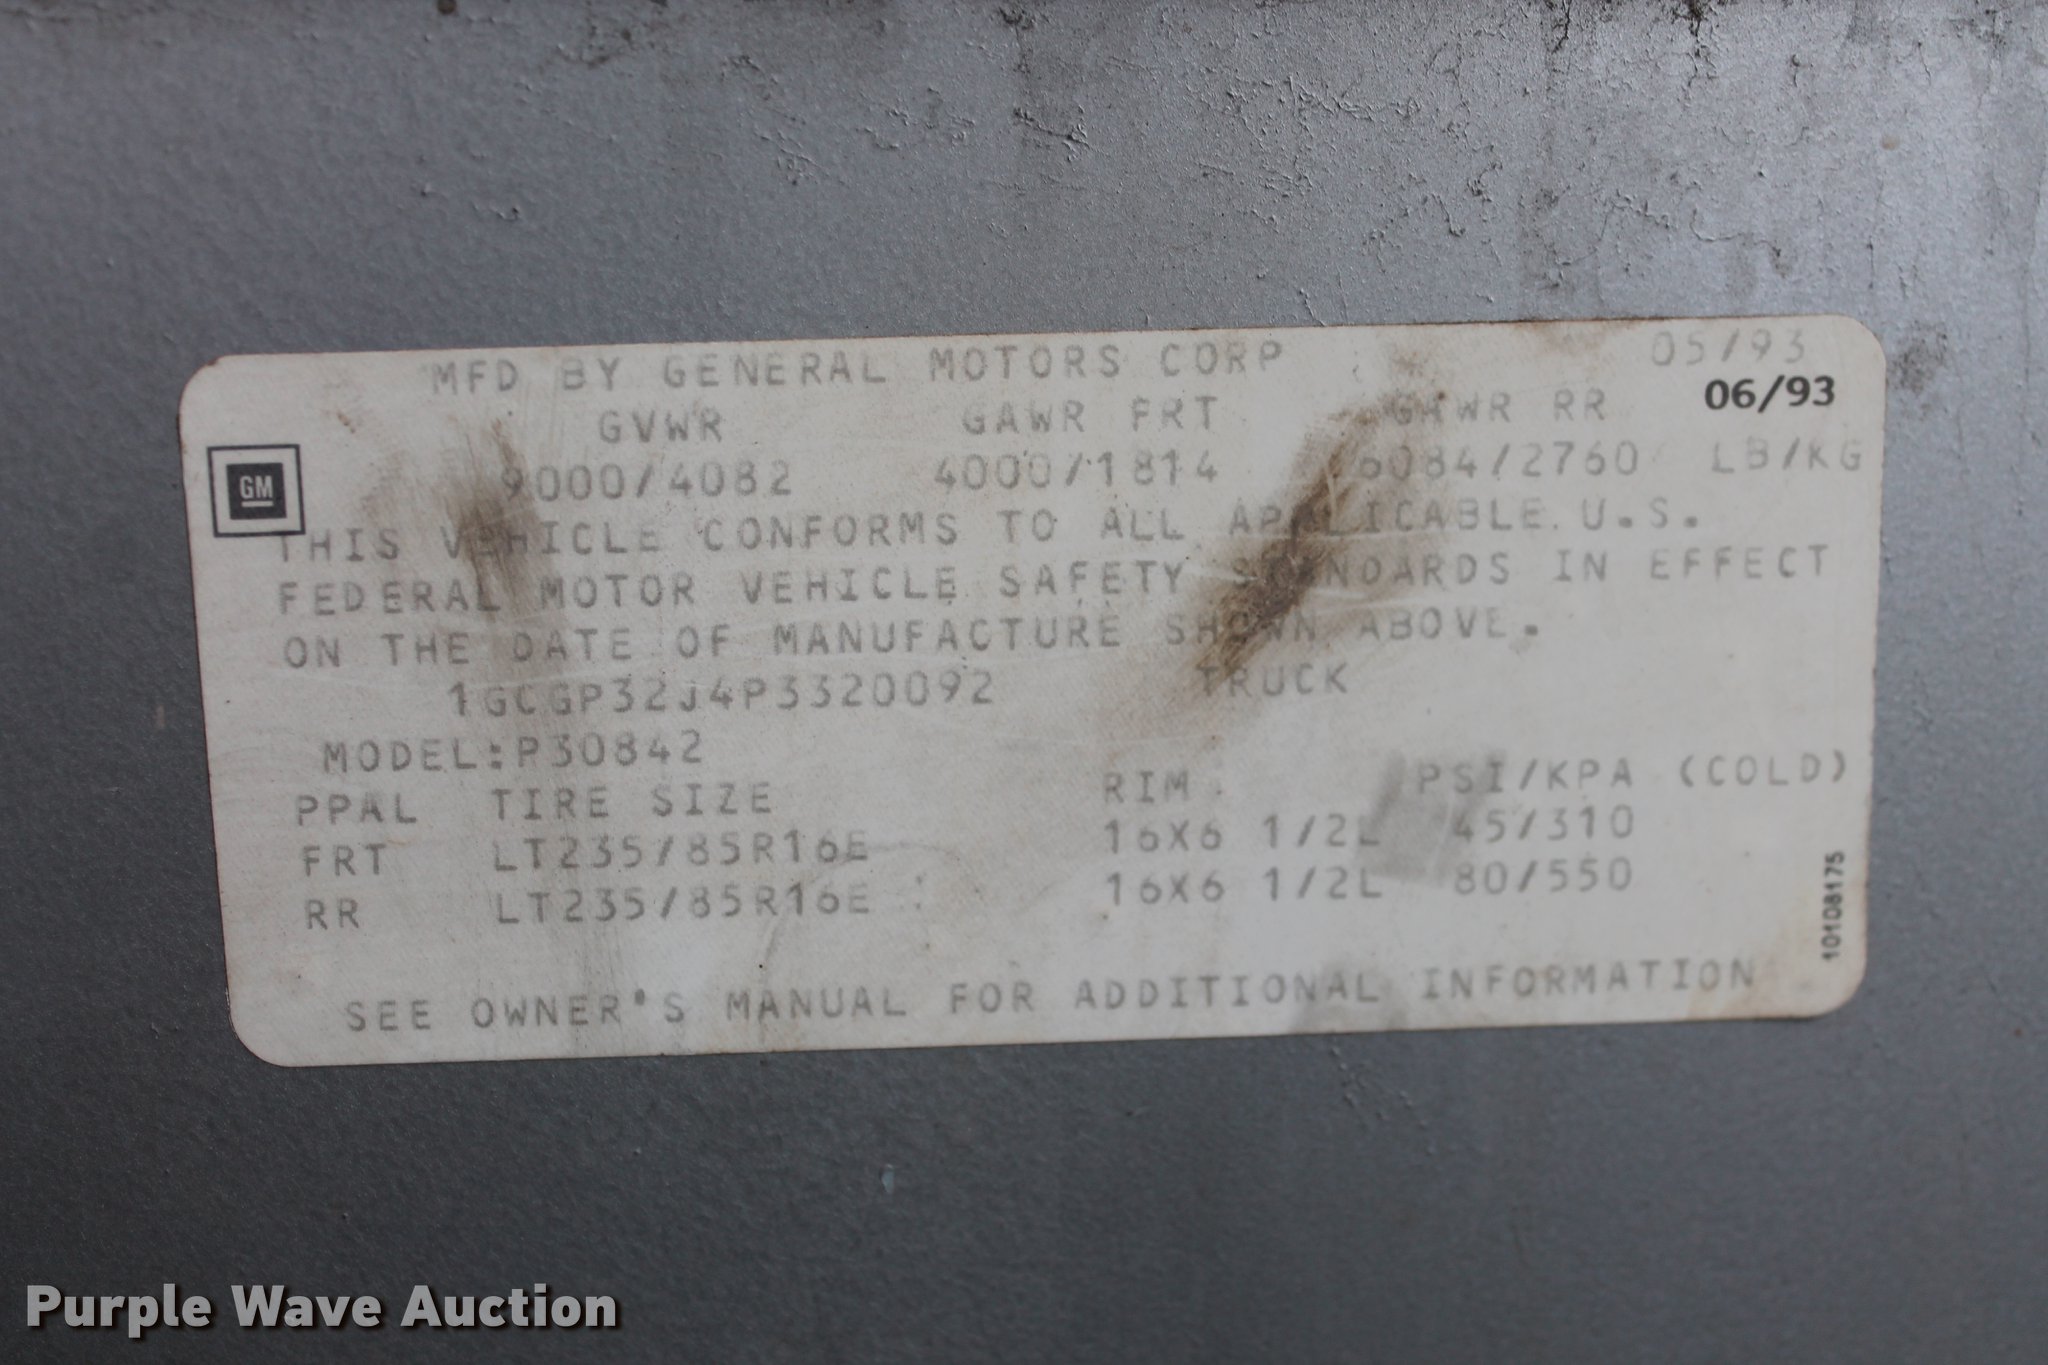 MFD BY GENERAL MOTORS CORP 05/93
06/93
GVWR GAWR FRT GAWR RR
9000/4082 4000/1814 6084/2760 LB/KG
GM
THIS VEHICLE CONFORMS TO ALL APPLICABLE U.S.
FEDERAL MOTOR VEHICLE SAFETY STANDARDS IN EFFECT
ON THE DATE OF MANUFACTURE SHOWN ABOVE.
1GCGP32J4P3320092 TRUCK
MODEL:P30842
PPAL TIRE SIZE RIM PSI/KPA (COLD)
FRT LT235/85R16E 16X6 1/2L 45/310
RR LT235/85R16E 16X6 1/2L 80/550
10108175
SEE OWNER'S MANUAL FOR ADDITIONAL INFORMATION
Purple Wave Auction